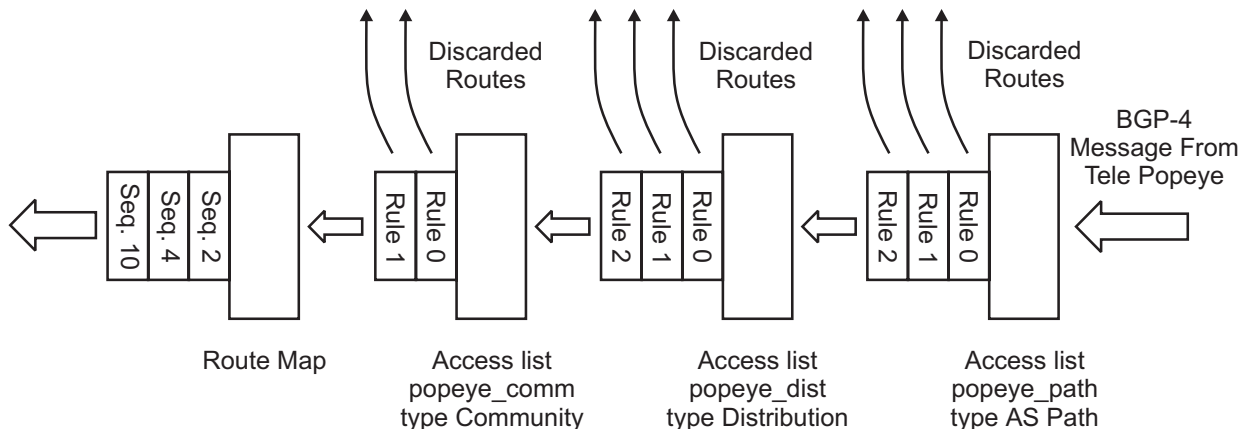 Discarded
Routes
Discarded
Routes
Discarded
Routes
BGP-4
Message From
Tele Popeye
Seq. 10
Seq. 4
Seq. 2
Rule 1
Rule 0
Rule 2
Rule 1
Rule 0
Rule 2
Rule 1
Rule 0
Route Map
Access list
popeye_comm
type Community
Access list
popeye_dist
type Distribution
Access list
popeye_path
type AS Path